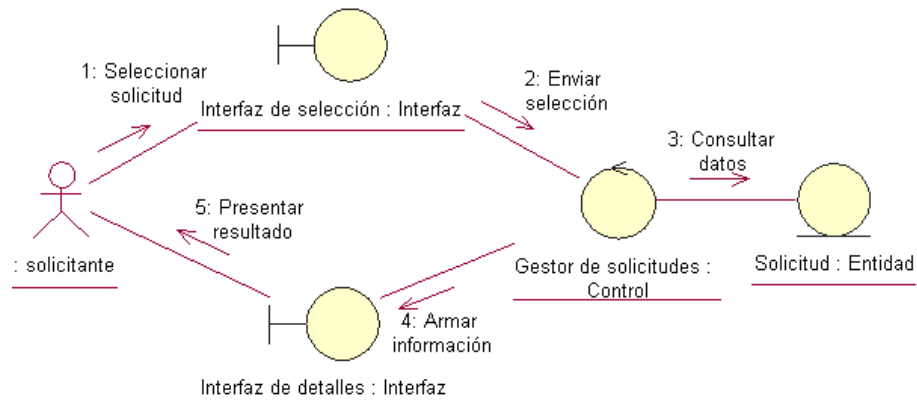 1: Seleccionar
solicitud
Interfaz de selección : Interfaz
2: Enviar
selección
3: Consultar
datos
5: Presentar
resultado
: solicitante
Gestor de solicitudes :
Control
Solicitud : Entidad
4: Armar
información
Interfaz de detalles : Interfaz